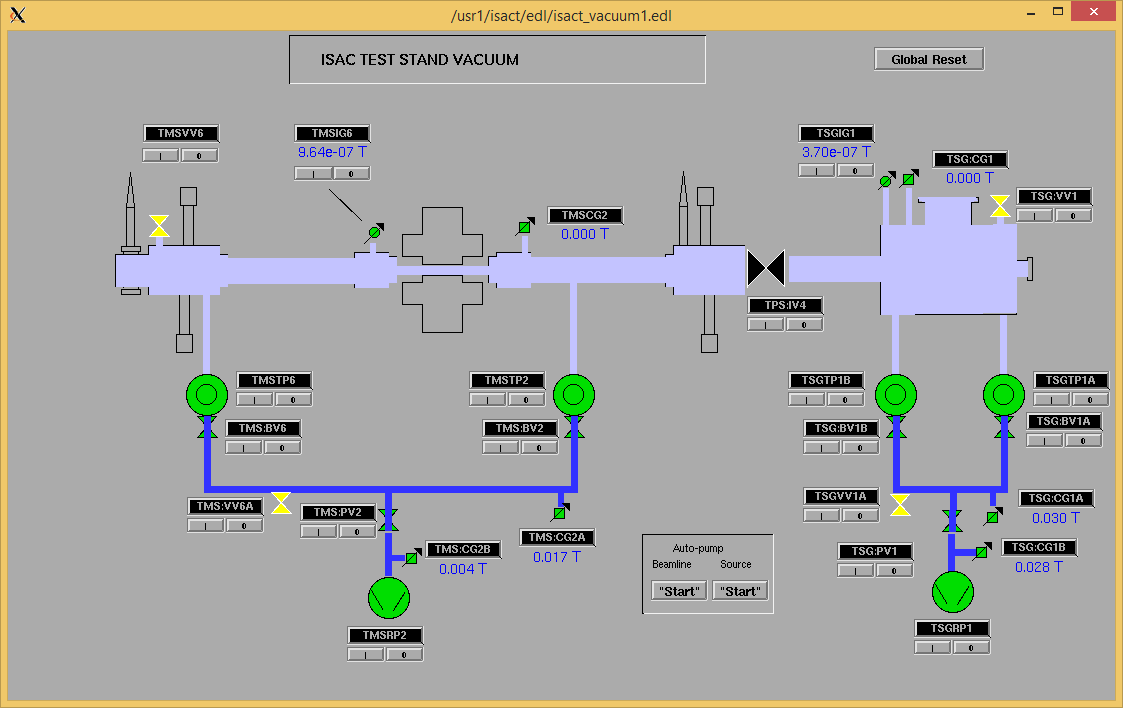 /usr1/isact/edl/isact_vacuum1.edl
ISAC TEST STAND VACUUM
Global Reset
TMSVV6
I 0
TMSIG6
9.64e-07 T
I 0
TSGIG1
3.70e-07 T
I 0
TSG:CG1
0.000 T
TSG:VV1
I 0
TMSCG2
0.000 T
TPS:IV4
I 0
TMSTP6
I 0
TMS:BV6
I 0
TMSTP2
I 0
TMS:BV2
I 0
TSGTP1B
I 0
TSG:BV1B
I 0
TSGTP1A
I 0
TSG:BV1A
I 0
TMS:VV6A
I 0
TMS:PV2
I 0
TMS:CG2A
0.017 T
TMS:CG2B
0.004 T
TMSRP2
I 0
Auto-pump
Beamline Source
"Start" "Start"
TSGVV1A
I 0
TSG:CG1A
0.030 T
TSG:PV1
I 0
TSG:CG1B
0.028 T
TSGRP1
I 0